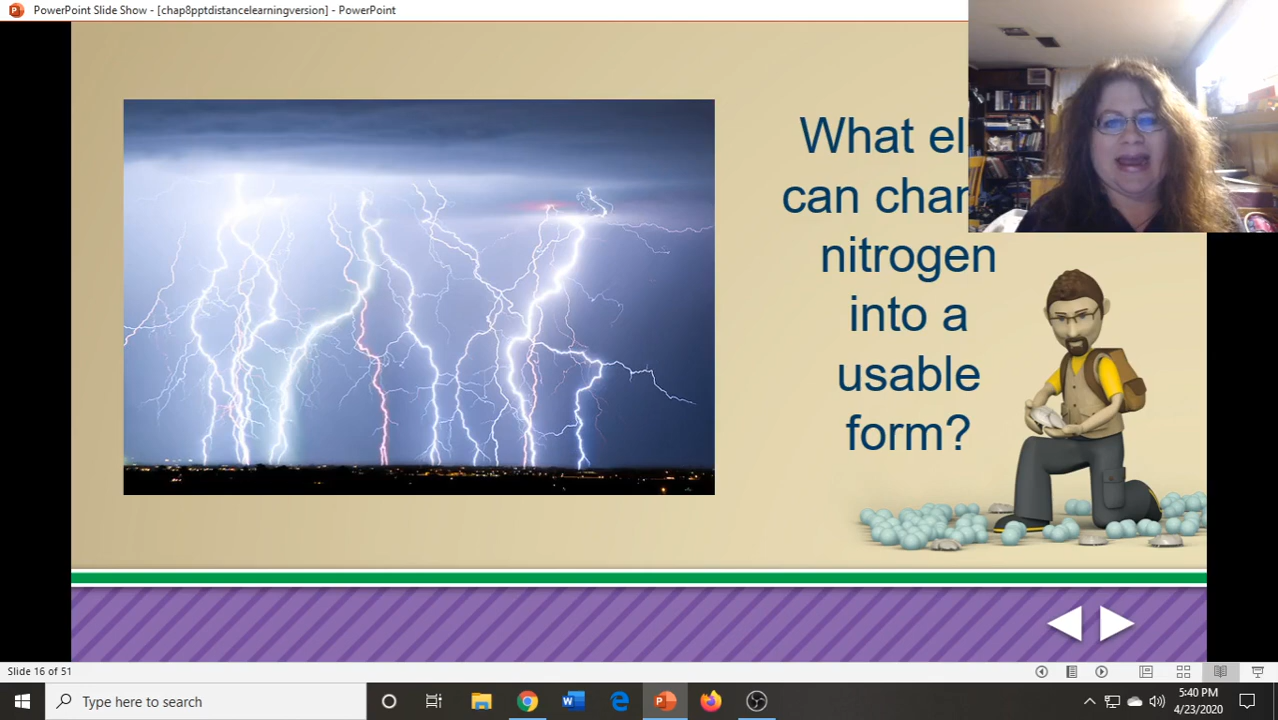 PowerPoint Slide Show - [chap8pptdistancelearningversion] - PowerPoint
What el
can chan
nitrogen
into a
usable
form?
Slide 16 of 51
Type here to search
5:40 PM
4/23/2020